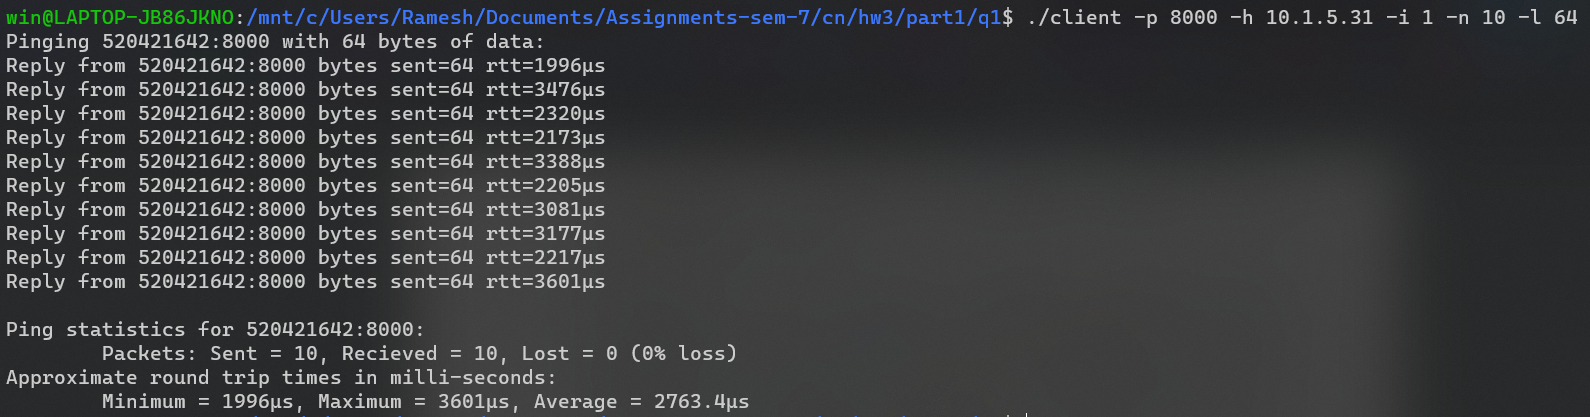 win@LAPTOP-JB86JKNO:/mnt/c/Users/Ramesh/Documents/Assignments-sem-7/cn/hw3/part1/q1$ ./client -p 8000 -h 10.1.5.31 -i 1 -n 10 -l 64
Pinging 520421642:8000 with 64 bytes of data:
Reply from 520421642:8000 bytes sent=64 rtt=1996µs
Reply from 520421642:8000 bytes sent=64 rtt=3476µs
Reply from 520421642:8000 bytes sent=64 rtt=2320µs
Reply from 520421642:8000 bytes sent=64 rtt=2173µs
Reply from 520421642:8000 bytes sent=64 rtt=3388µs
Reply from 520421642:8000 bytes sent=64 rtt=2205µs
Reply from 520421642:8000 bytes sent=64 rtt=3081µs
Reply from 520421642:8000 bytes sent=64 rtt=3177µs
Reply from 520421642:8000 bytes sent=64 rtt=2217µs
Reply from 520421642:8000 bytes sent=64 rtt=3601µs
Ping statistics for 520421642:8000:
Packets: Sent = 10, Recieved = 10, Lost = 0 (0% loss)
Approximate round trip times in milli-seconds:
Minimum = 1996µs, Maximum = 3601µs, Average = 2763.4µs